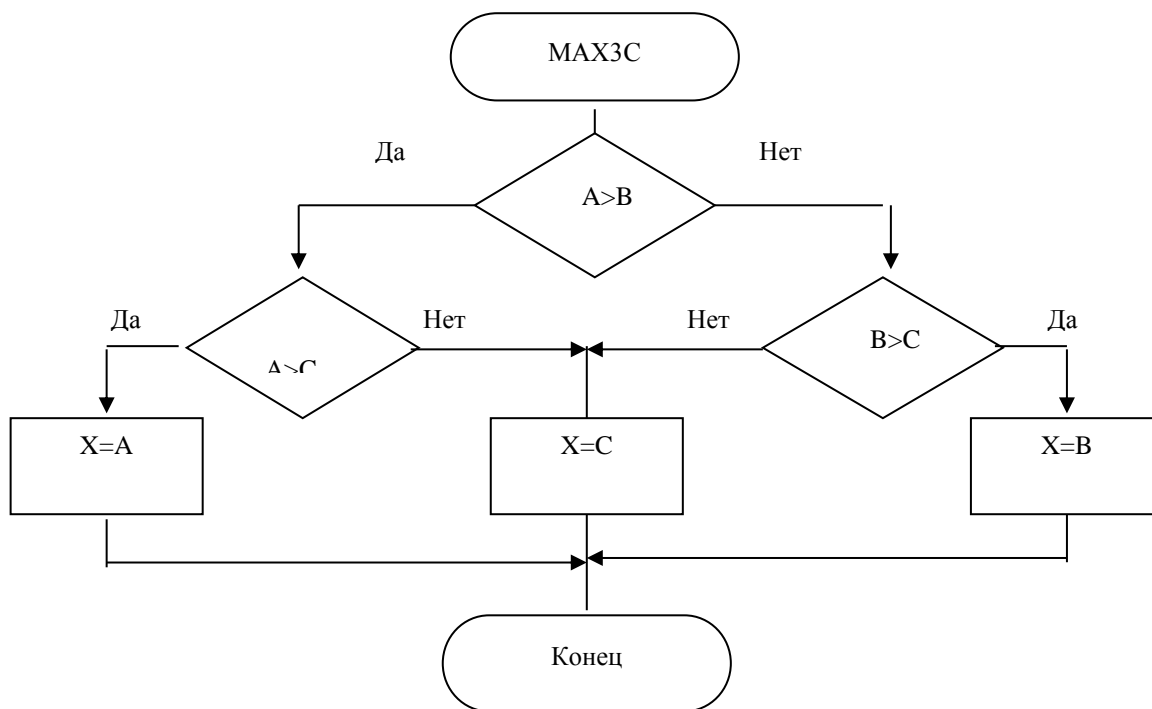 MAX3C
Да
Нет
A>B
Да
Нет
Нет
Да
A>C
B>C
X=A
X=C
X=B
Конец